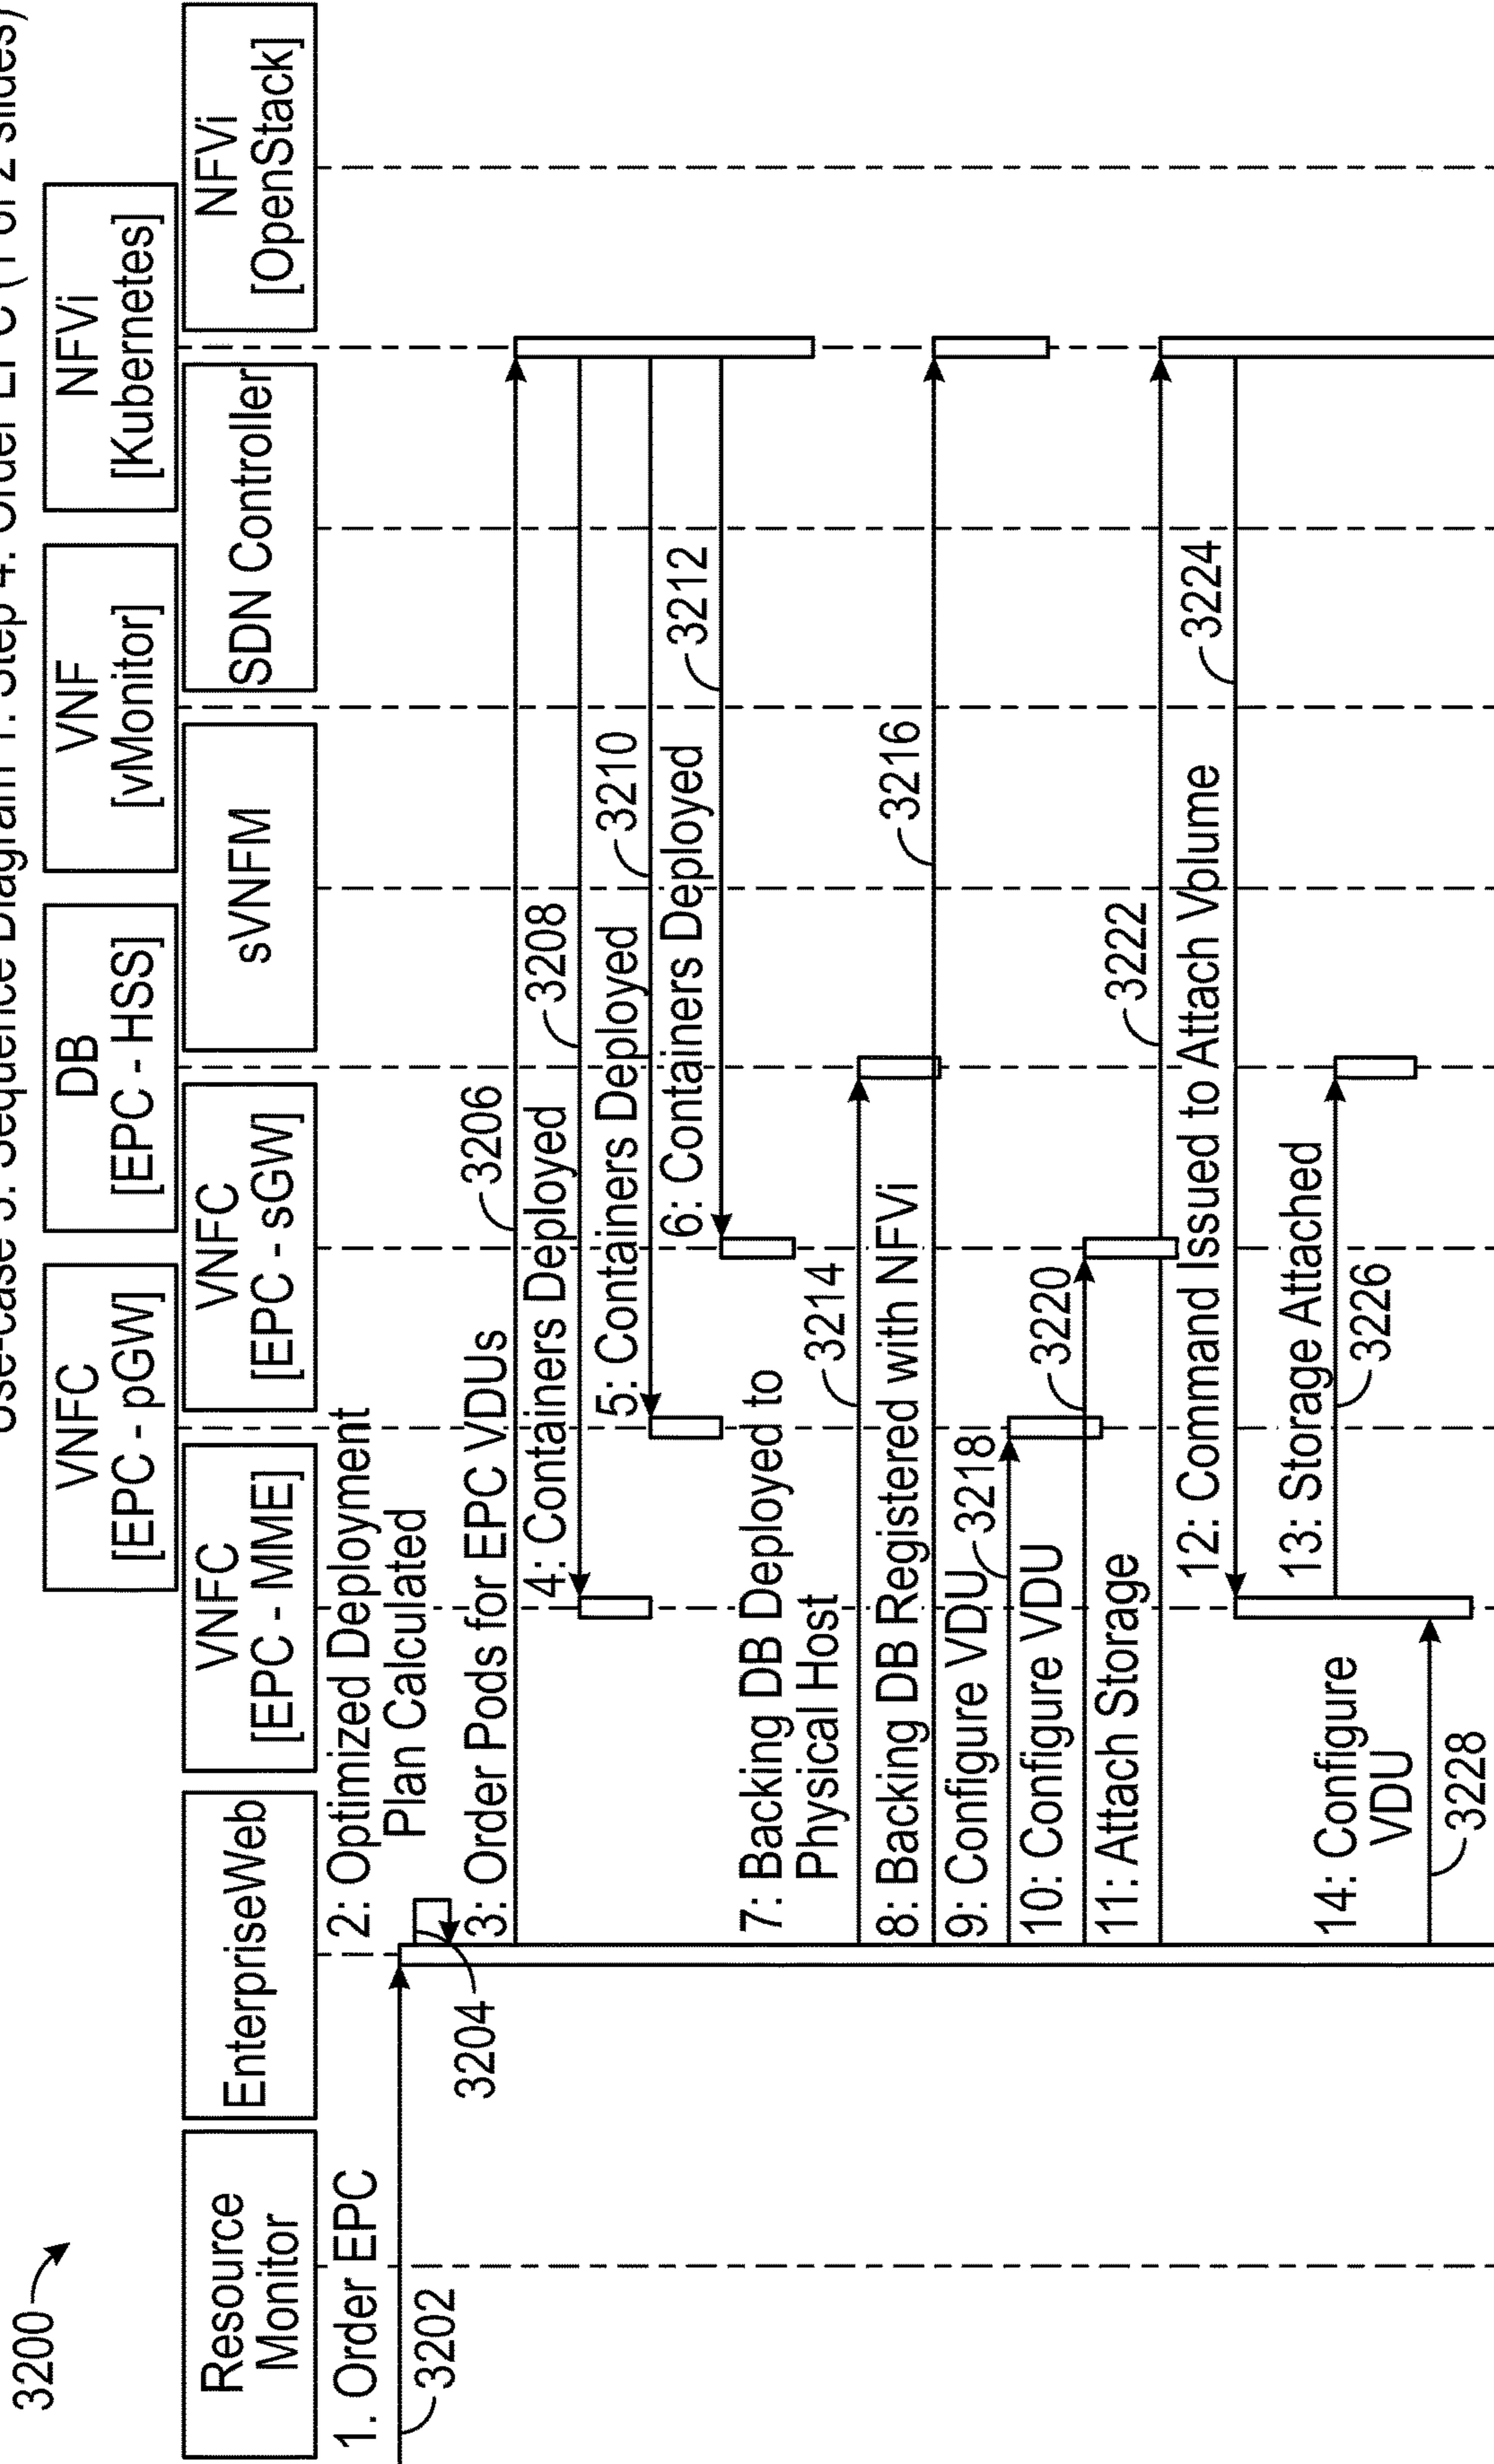 Use-case 3: Sequence Diagram 1: Step 4: Order EPC (1 of 2 slides)
3200
Resource
Monitor
EnterpriseWeb
VNFC
[EPC - MME]
VNFC
[EPC - pGW]
VNFC
[EPC - sGW]
DB
[EPC - HSS]
sVNFM
VNF
[vMonitor]
SDN Controller
NFVi
[Kubernetes]
NFVi
[OpenStack]
1. Order EPC
3202
2: Optimized Deployment
Plan Calculated
3204
3: Order Pods for EPC VDUs
3206
4: Containers Deployed
3208
5: Containers Deployed
3210
6: Containers Deployed
3212
7: Backing DB Deployed to
Physical Host
3214
8: Backing DB Registered with NFVi
3216
9: Configure VDU
3218
10: Configure VDU
3220
11: Attach Storage
3222
12: Command Issued to Attach Volume
3224
13: Storage Attached
3226
14: Configure
VDU
3228